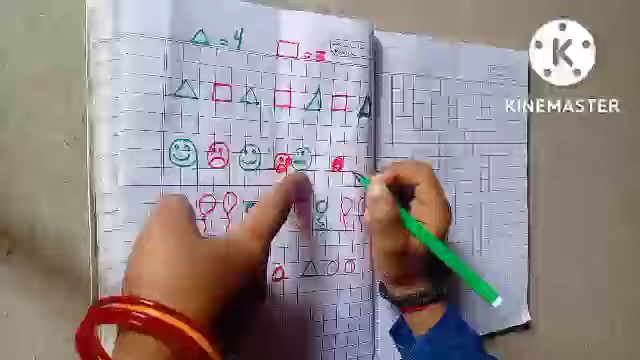 △ = 4 □ = 3
K
KINEMASTER